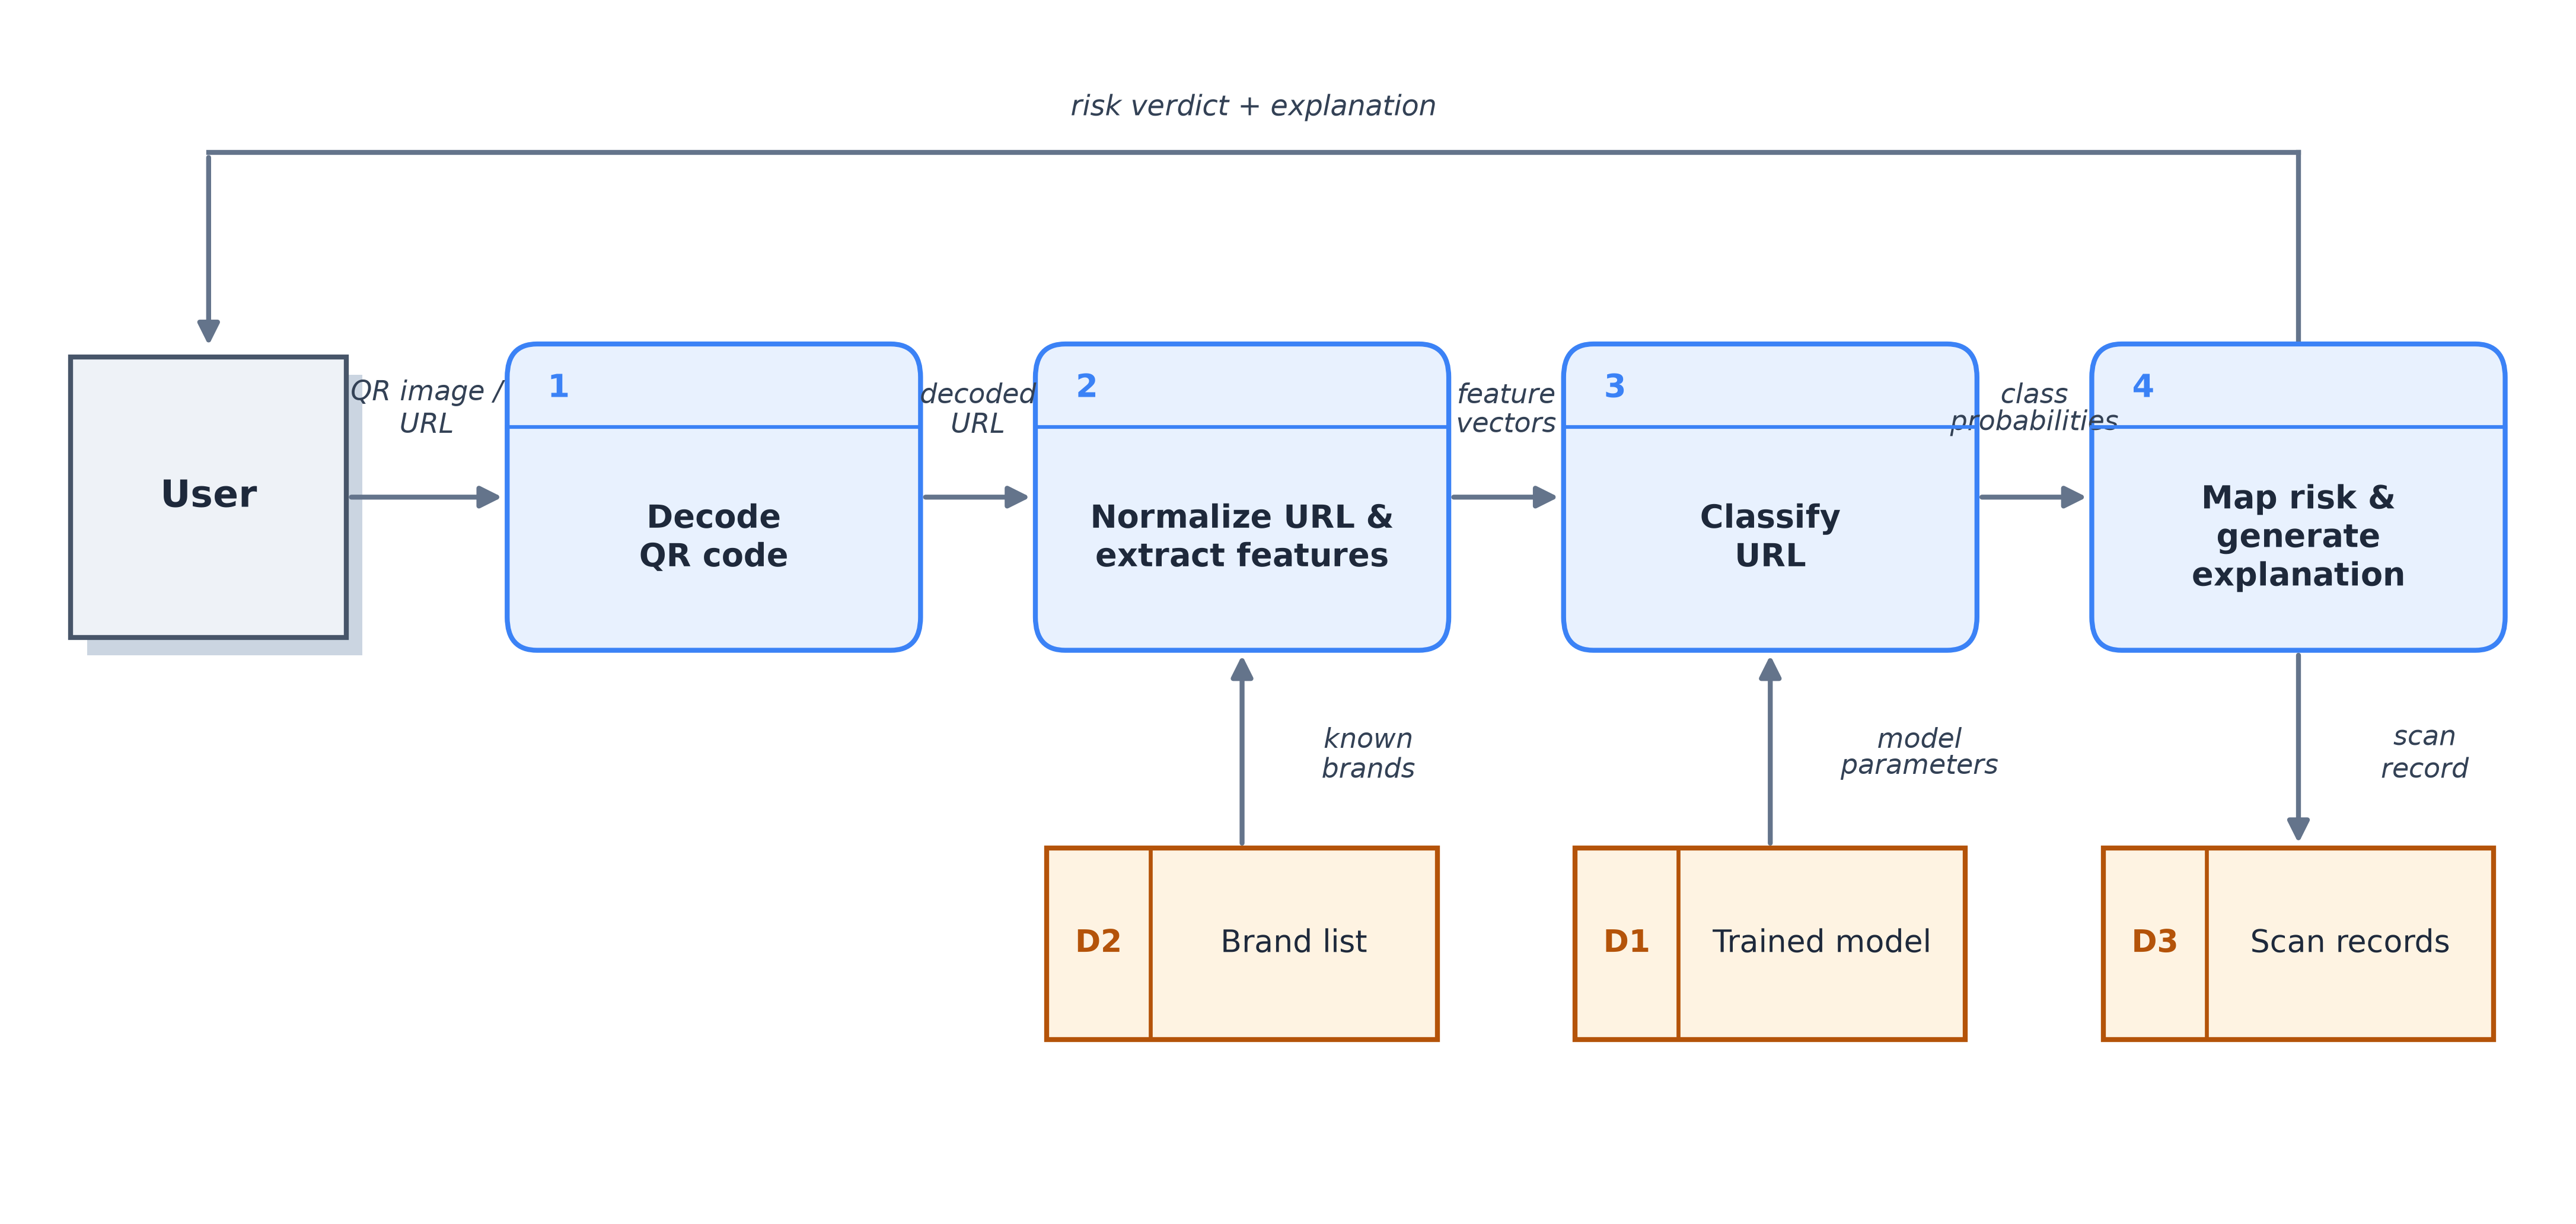 risk verdict + explanation
User
QR image /
URL
1
Decode
QR code
decoded
URL
2
Normalize URL &
extract features
feature
vectors
3
Classify
URL
class
probabilities
4
Map risk &
generate
explanation
known
brands
model
parameters
scan
record
D2
Brand list
D1
Trained model
D3
Scan records